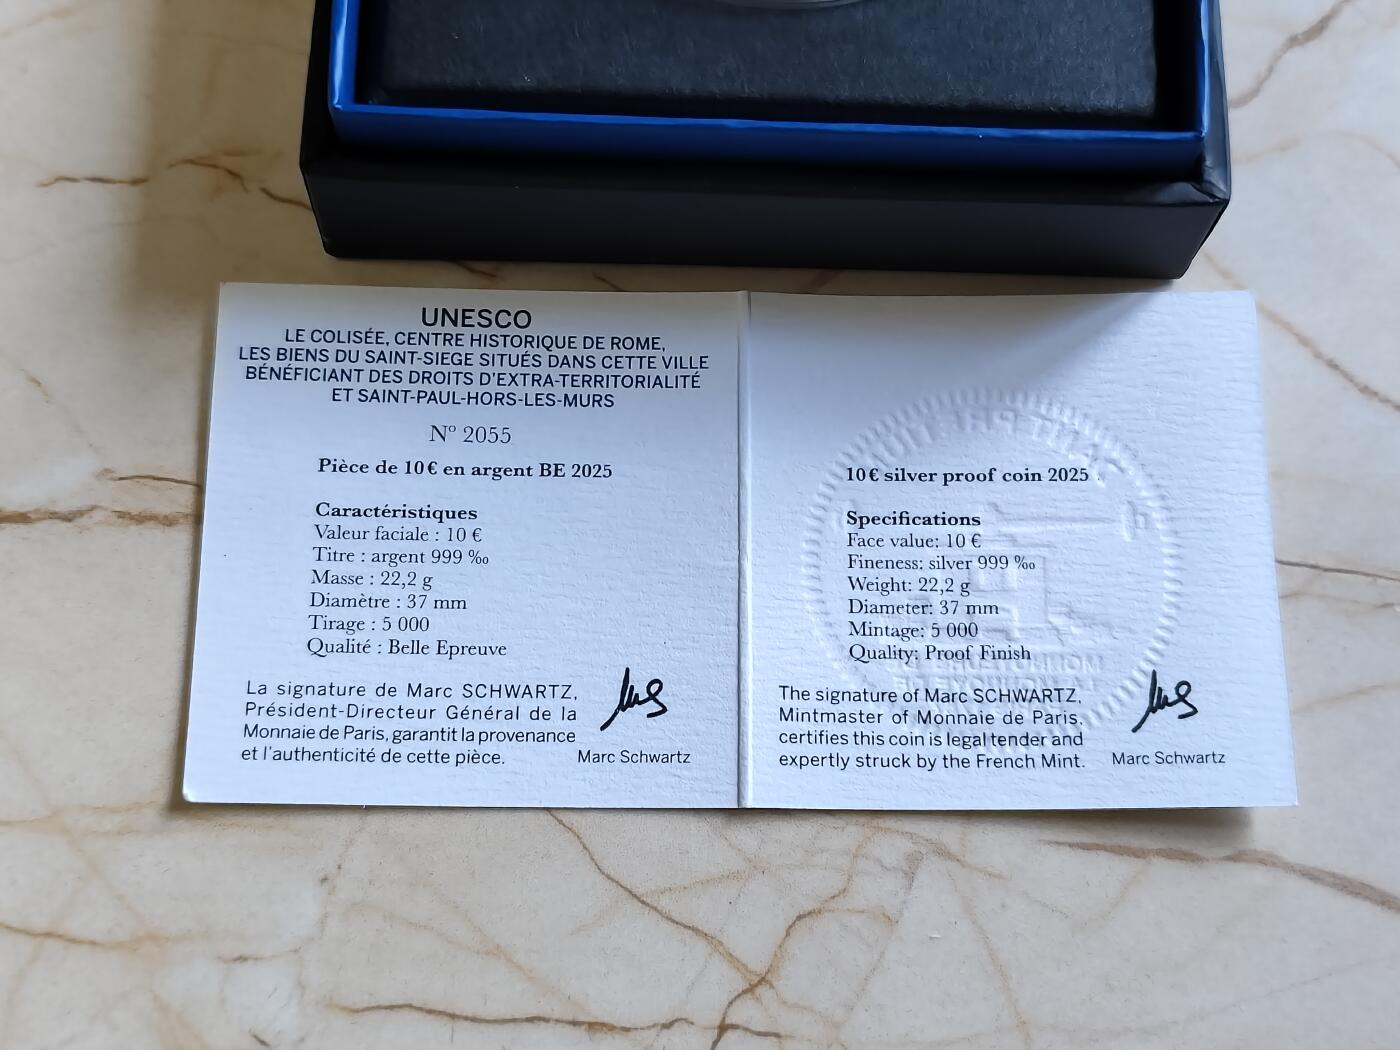 UNESCO
LE COLISÉE, CENTRE HISTORIQUE DE ROME,
LES BIENS DU SAINT-SIEGE SITUÉS DANS CETTE VILLE
BÉNÉFICIANT DES DROITS D'EXTRA-TERRITORIALITÉ
ET SAINT-PAUL-HORS-LES-MURS
Nº 2055
Pièce de 10 € en argent BE 2025
Caractéristiques
Valeur faciale : 10 €
Titre : argent 999 ‰
Masse : 22,2 g
Diamètre : 37 mm
Tirage : 5 000
Qualité : Belle Epreuve
La signature de Marc SCHWARTZ,
Président-Directeur Général de la
Monnaie de Paris, garantit la provenance
et l'authenticité de cette pièce.
Marc Schwartz
10 € silver proof coin 2025
Specifications
Face value: 10 €
Fineness: silver 999 ‰
Weight: 22,2 g
Diameter: 37 mm
Mintage: 5 000
Quality: Proof Finish
The signature of Marc SCHWARTZ,
Mintmaster of Monnaie de Paris,
certifies this coin is legal tender and
expertly struck by the French Mint.
Marc Schwartz